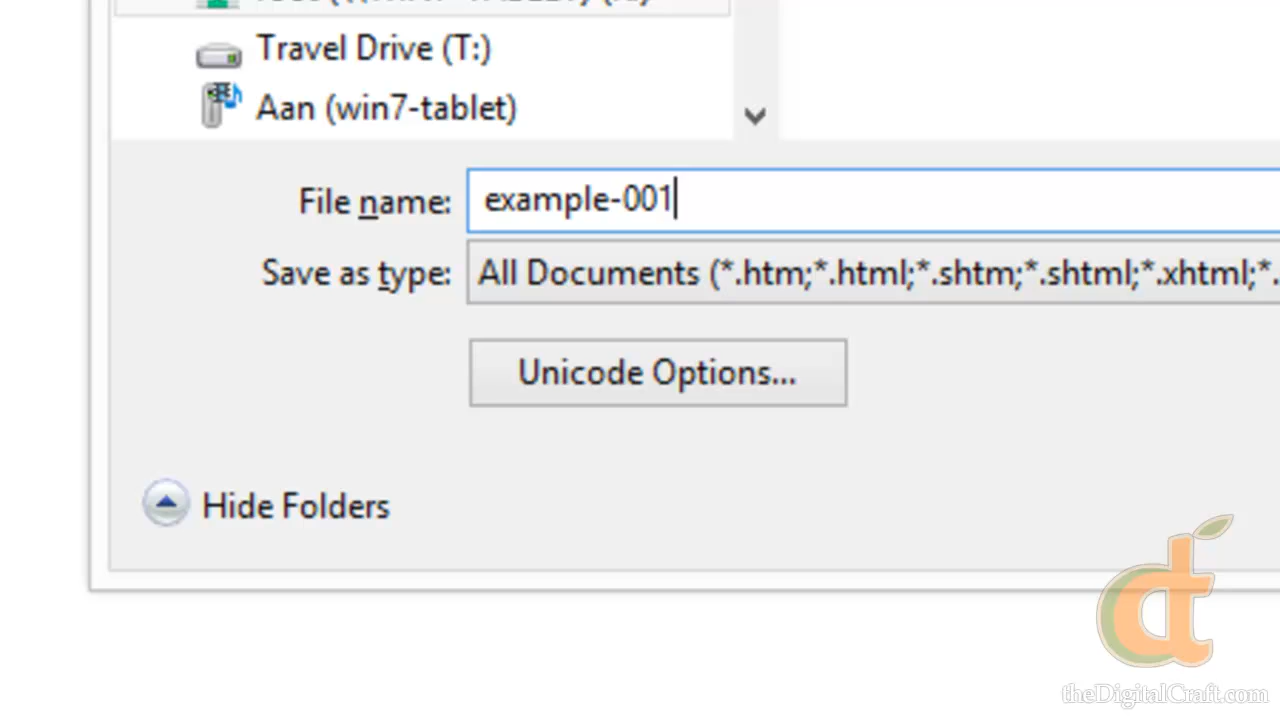 Travel Drive (T:)
Aan (win7-tablet)
File name: example-001
Save as type: All Documents (*.htm;*.html;*.shtm;*.shtml;*.xhtml;*.
Unicode Options...
Hide Folders
theDigitalCraft.com